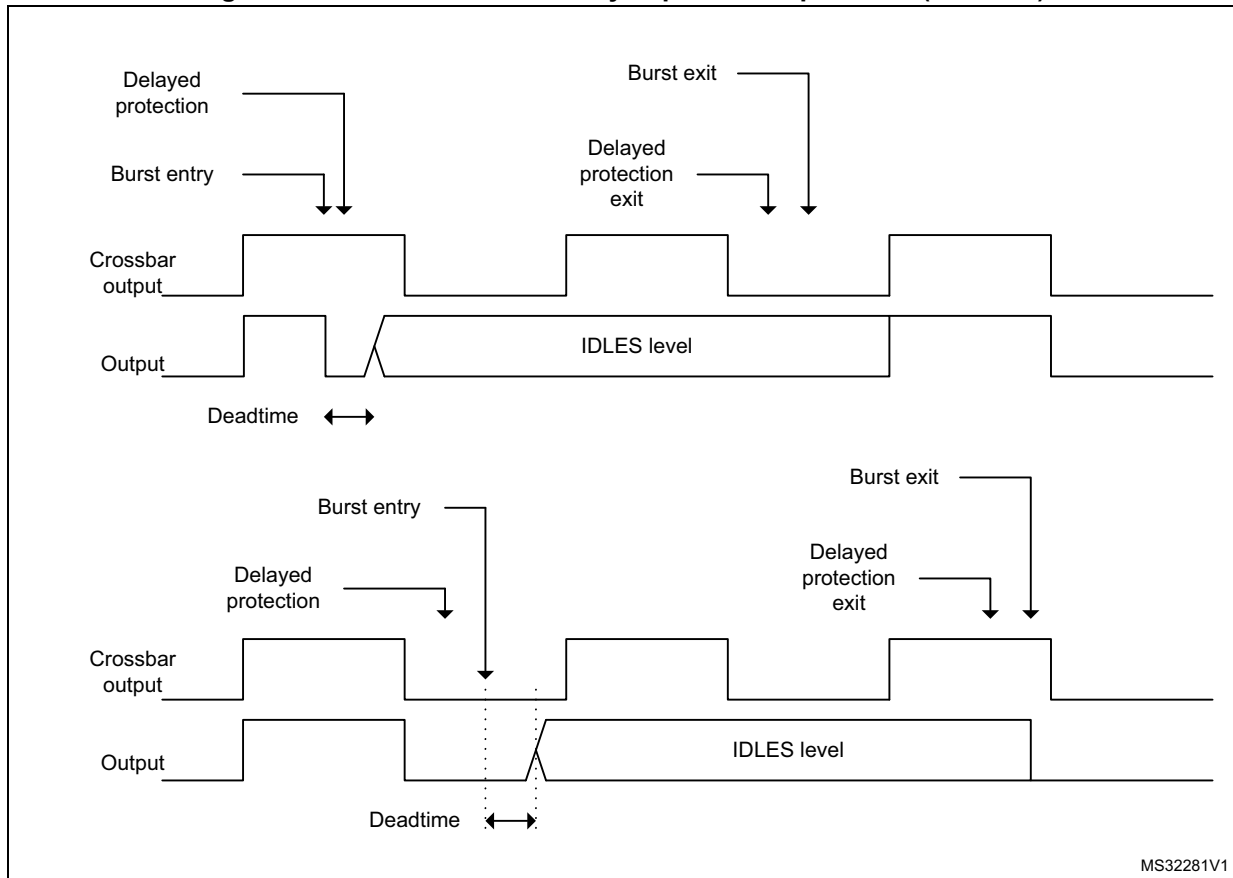 Delayed
protection
Burst exit
Burst entry
Delayed
protection
exit
Crossbar
output
Output
IDLES level
Deadtime
Burst exit
Burst entry
Delayed
protection
exit
Delayed
protection
Crossbar
output
Output
IDLES level
Deadtime
MS32281V1